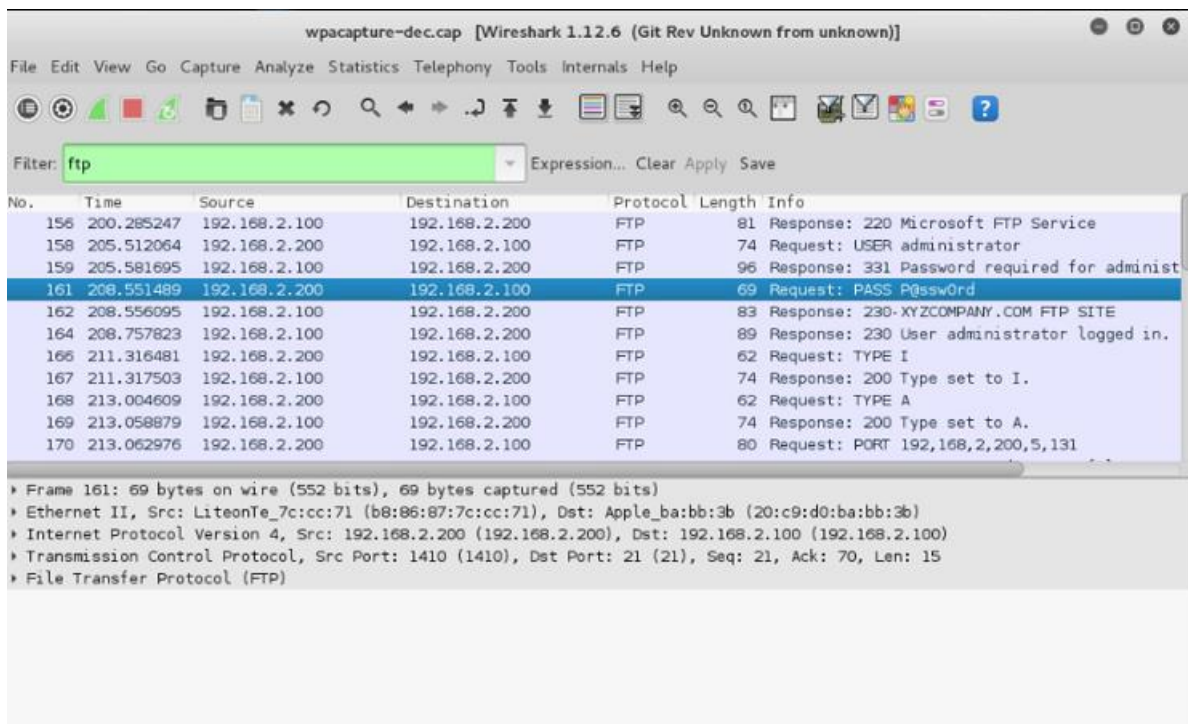 wpacapture-dec.cap [Wireshark 1.12.6 (Git Rev Unknown from unknown)]
File Edit View Go Capture Analyze Statistics Telephony Tools Internals Help
Filter: ftp Expression... Clear Apply Save
No. Time Source Destination Protocol Length Info
156 200.285247 192.168.2.100 192.168.2.200 FTP 81 Response: 220 Microsoft FTP Service
158 205.512064 192.168.2.200 192.168.2.100 FTP 74 Request: USER administrator
159 205.581695 192.168.2.100 192.168.2.200 FTP 96 Response: 331 Password required for administ
161 208.551489 192.168.2.200 192.168.2.100 FTP 69 Request: PASS P@ssw0rd
162 208.556095 192.168.2.100 192.168.2.200 FTP 83 Response: 230-XYZCOMPANY.COM FTP SITE
164 208.757823 192.168.2.100 192.168.2.200 FTP 89 Response: 230 User administrator logged in.
166 211.316481 192.168.2.200 192.168.2.100 FTP 62 Request: TYPE I
167 211.317503 192.168.2.100 192.168.2.200 FTP 74 Response: 200 Type set to I.
168 213.004609 192.168.2.200 192.168.2.100 FTP 62 Request: TYPE A
169 213.058879 192.168.2.100 192.168.2.200 FTP 74 Response: 200 Type set to A.
170 213.062976 192.168.2.200 192.168.2.100 FTP 80 Request: PORT 192,168,2,200,5,131
Frame 161: 69 bytes on wire (552 bits), 69 bytes captured (552 bits)
Ethernet II, Src: LiteonTe_7c:cc:71 (b8:86:87:7c:cc:71), Dst: Apple_ba:bb:3b (20:c9:d0:ba:bb:3b)
Internet Protocol Version 4, Src: 192.168.2.200 (192.168.2.200), Dst: 192.168.2.100 (192.168.2.100)
Transmission Control Protocol, Src Port: 1410 (1410), Dst Port: 21 (21), Seq: 21, Ack: 70, Len: 15
File Transfer Protocol (FTP)